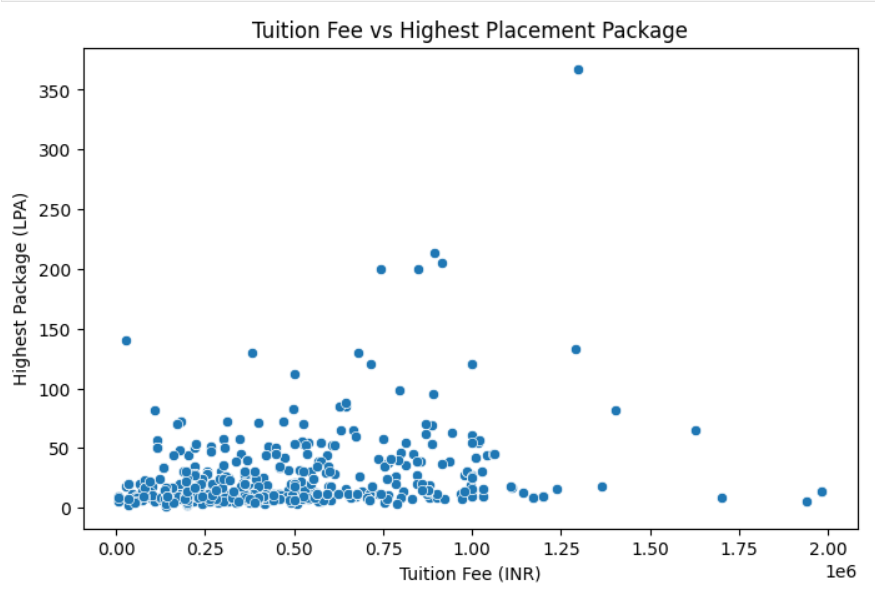 Tuition Fee vs Highest Placement Package
350
300
250
200
150
100
50
0
Highest Package (LPA)
0.00 0.25 0.50 0.75 1.00 1.25 1.50 1.75 2.00
1e6
Tuition Fee (INR)